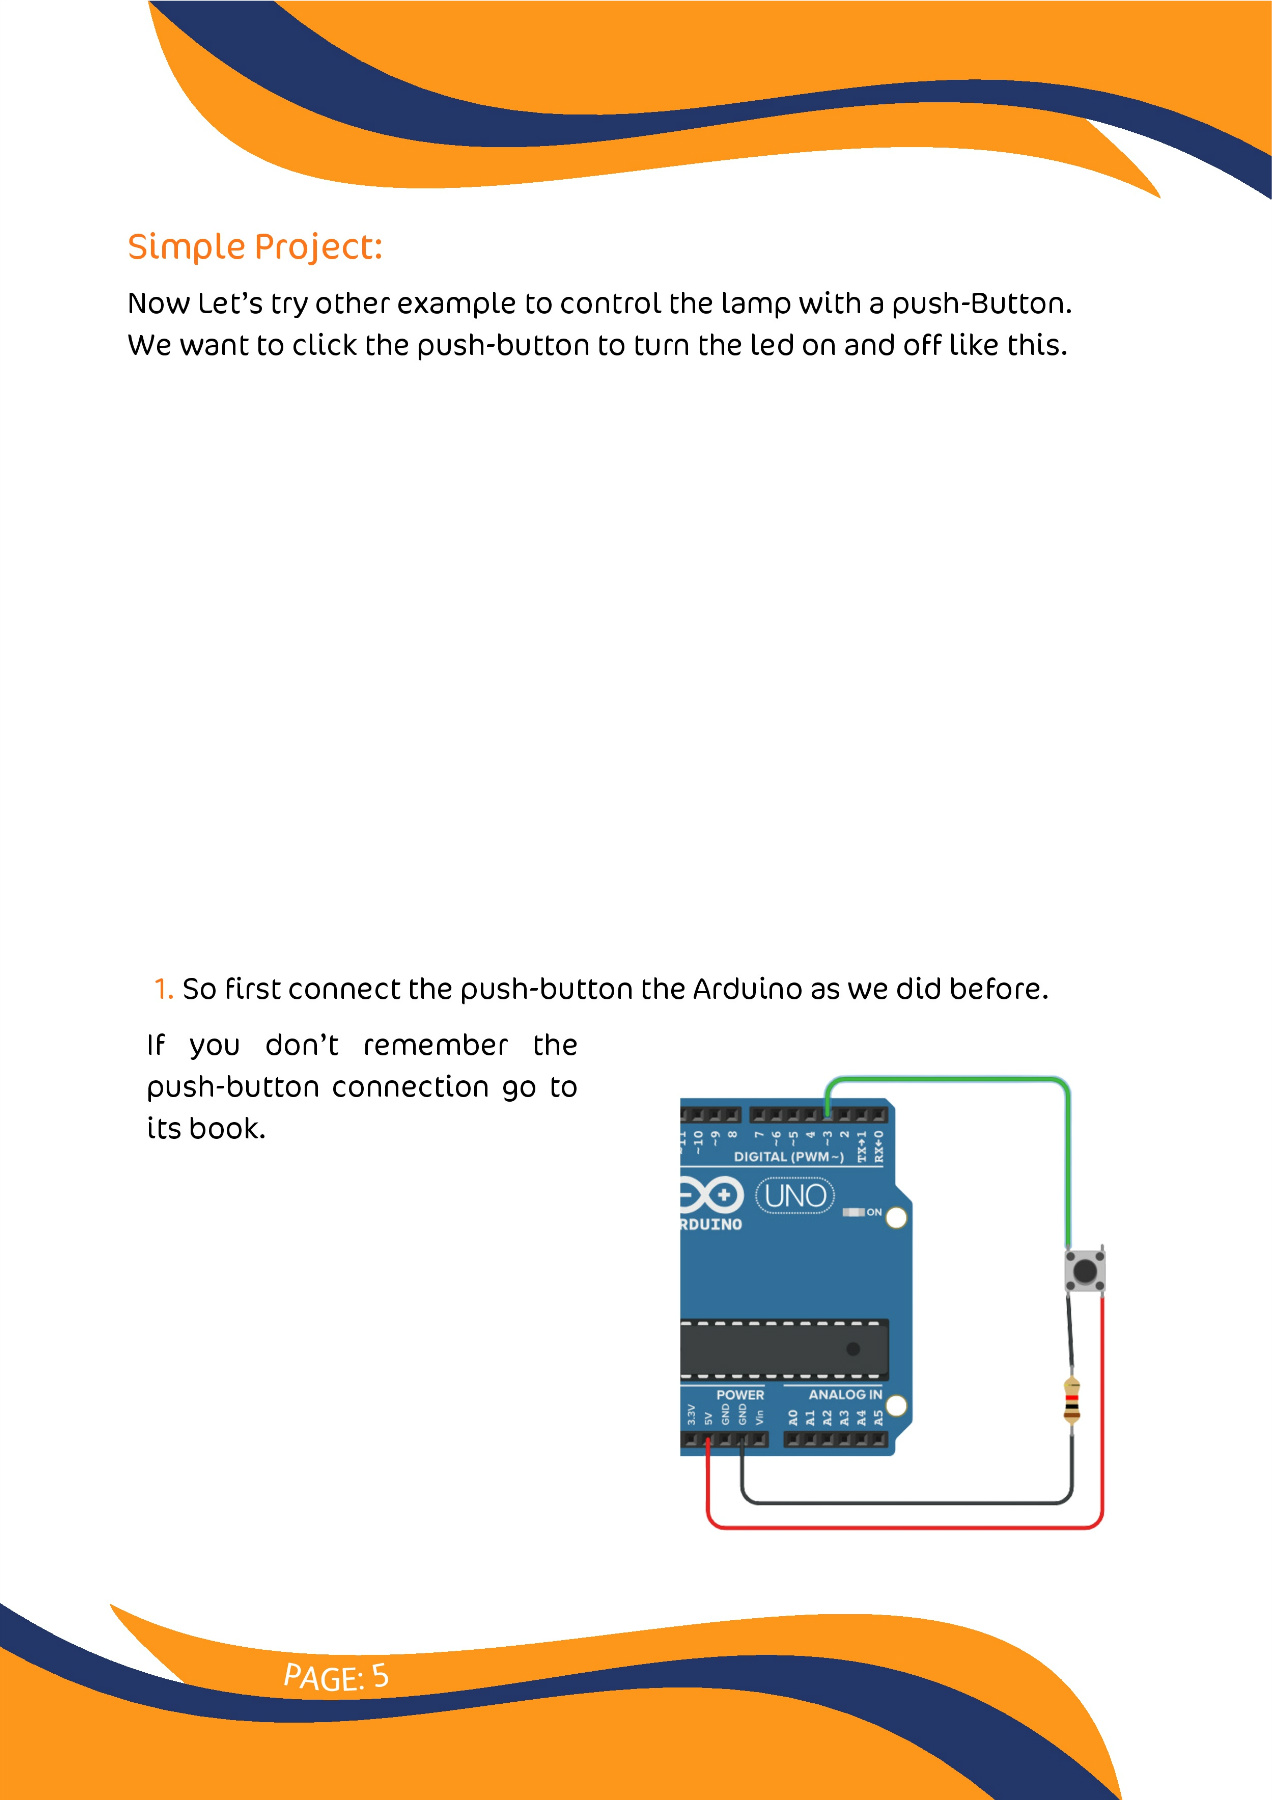 Simple Project:
Now Let's try other example to control the lamp with a push-Button.
We want to click the push-button to turn the led on and off like this.
1. So first connect the push-button the Arduino as we did before.
If you don't remember the
push-button connection go to
its book.
~10 ~9 8 7 ~6 ~5 4 ~3 2 TX→1 RX←0
DIGITAL (PWM~)
UNO
ON
RDUINO
POWER ANALOG IN
3.3V 5V GND GND Vin A0 A1 A2 A3 A4 A5
PAGE: 5